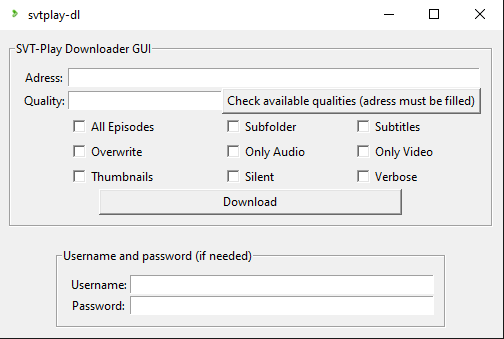 svtplay-dl
SVT-Play Downloader GUI
Adress:
Quality: Check available qualities (adress must be filled)
All Episodes Subfolder Subtitles
Overwrite Only Audio Only Video
Thumbnails Silent Verbose
Download
Username and password (if needed)
Username:
Password: